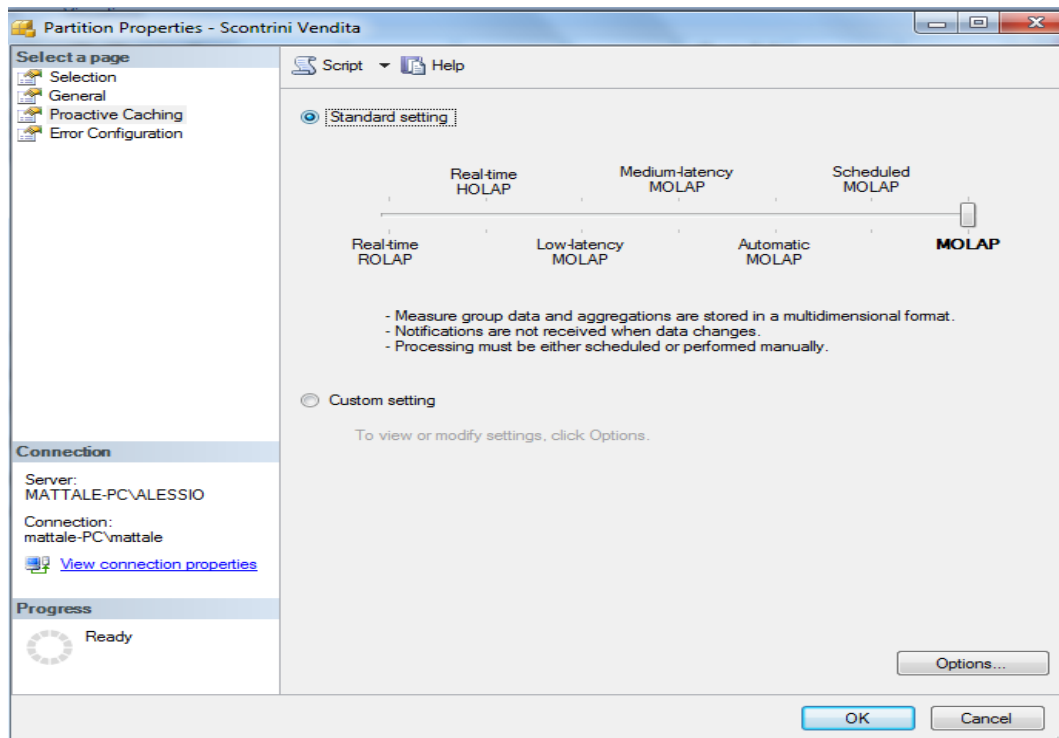 Partition Properties - Scontrini Vendita
Select a page
Selection
General
Proactive Caching
Error Configuration
Script
Help
Standard setting
Real-time
HOLAP
Medium-latency
MOLAP
Scheduled
MOLAP
Real-time
ROLAP
Low-latency
MOLAP
Automatic
MOLAP
MOLAP
- Measure group data and aggregations are stored in a multidimensional format.
- Notifications are not received when data changes.
- Processing must be either scheduled or performed manually.
Custom setting
To view or modify settings, click Options.
Connection
Server:
MATTALE-PC\ALESSIO
Connection:
mattale-PC\mattale
View connection properties
Progress
Ready
Options...
OK
Cancel